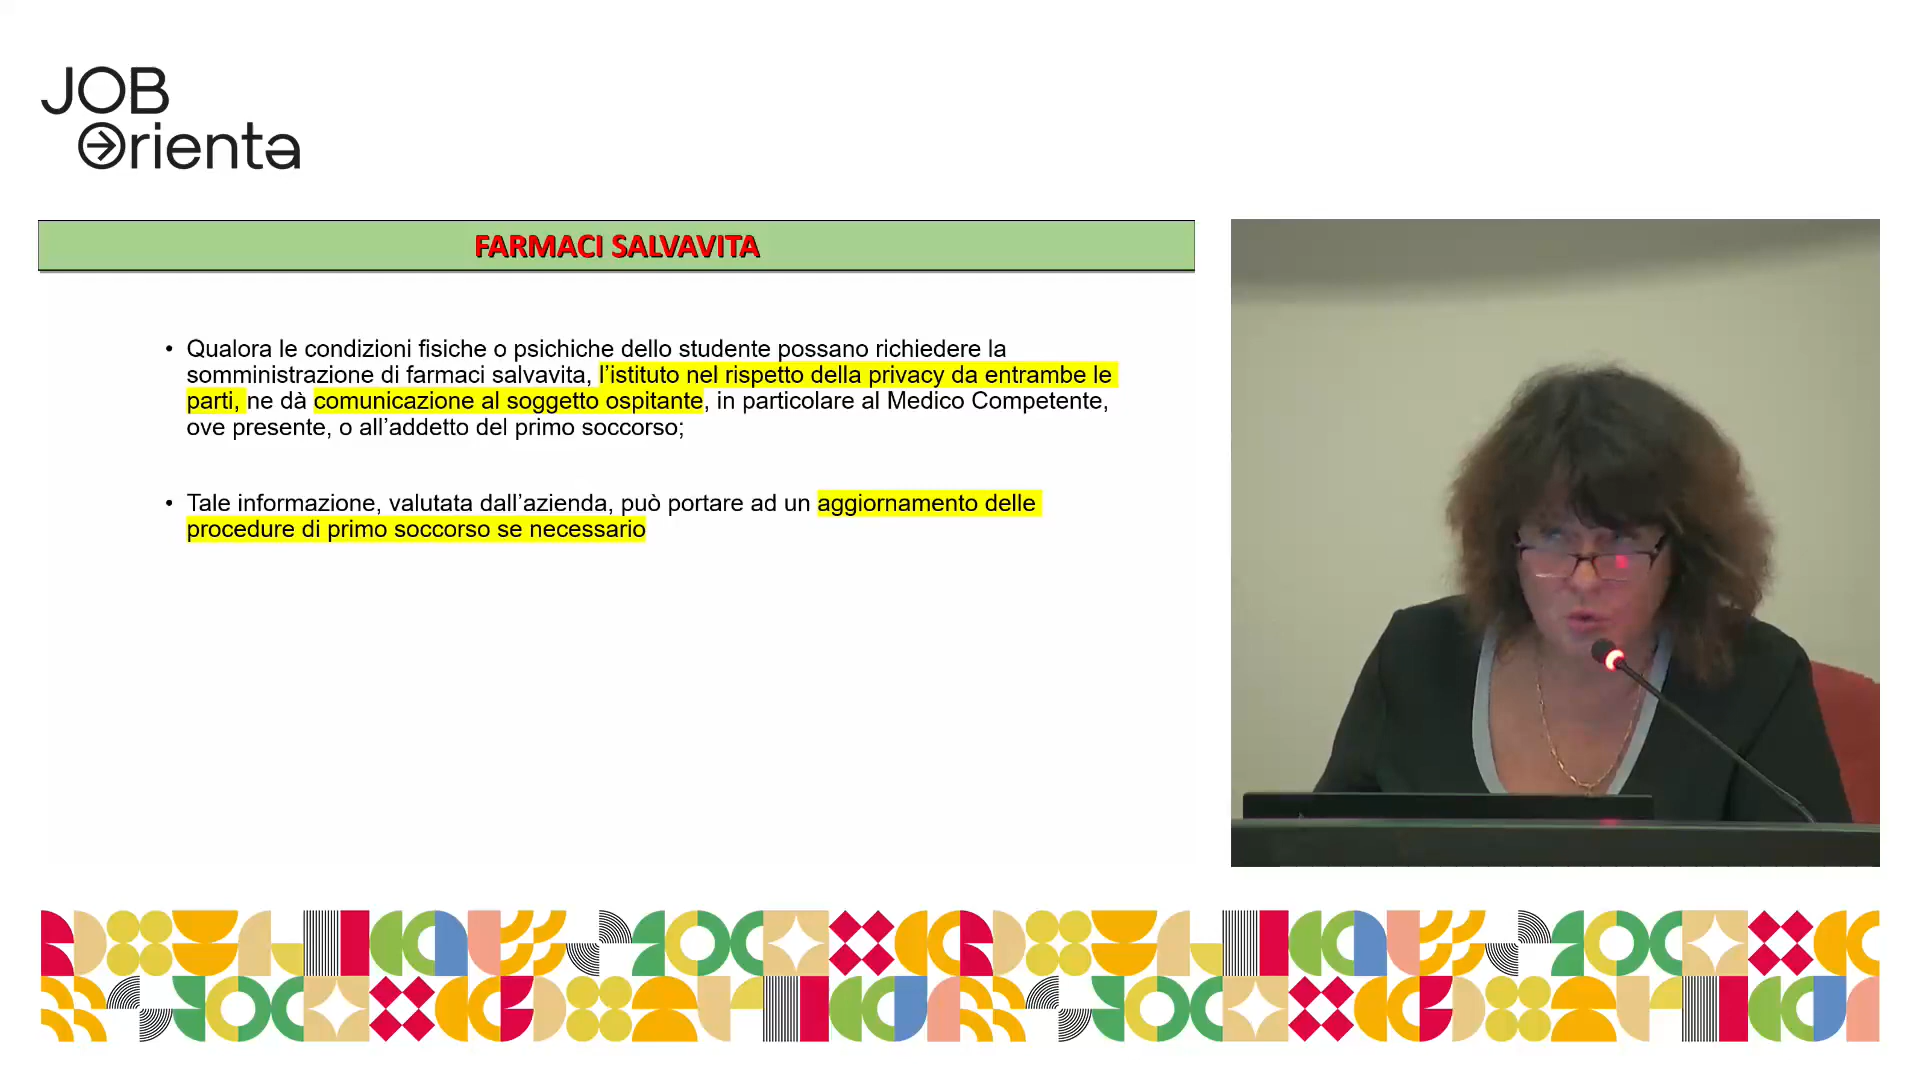 JOB
Orienta
FARMACI SALVAVITA
• Qualora le condizioni fisiche o psichiche dello studente possano richiedere la
somministrazione di farmaci salvavita, l’istituto nel rispetto della privacy da entrambe le
parti, ne dà comunicazione al soggetto ospitante, in particolare al Medico Competente,
ove presente, o all’addetto del primo soccorso;
• Tale informazione, valutata dall’azienda, può portare ad un aggiornamento delle
procedure di primo soccorso se necessario